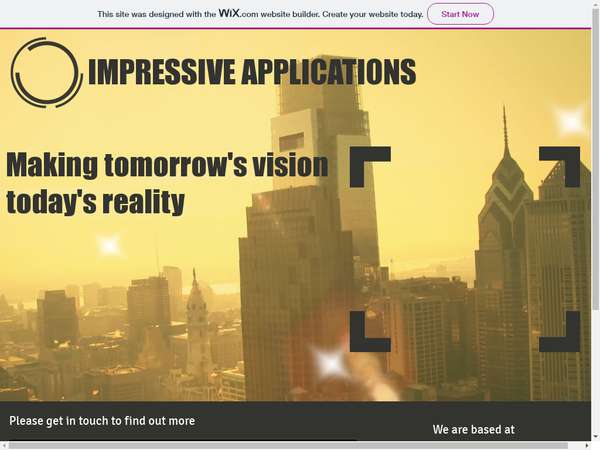 This site was designed with the WiX.com website builder. Create your website today. Start Now
IMPRESSIVE APPLICATIONS
Making tomorrow's vision
today's reality
Please get in touch to find out more
We are based at